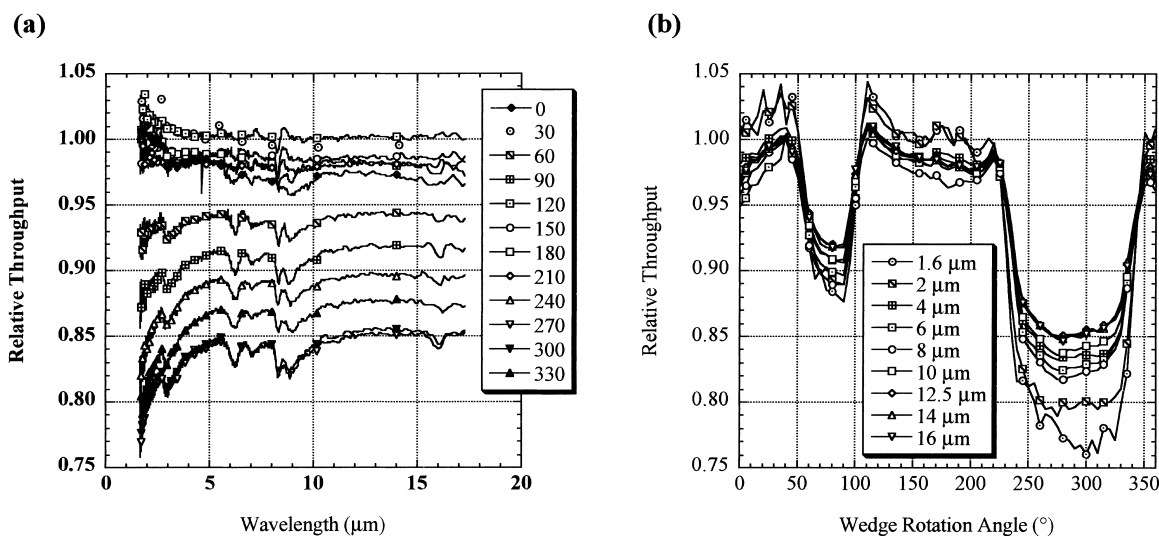 (a)
1.05
1.00
0.95
0.90
0.85
0.80
0.75
Relative Throughput
0
5
10
15
20
Wavelength (µm)
0
30
60
90
120
150
180
210
240
270
300
330
(b)
1.05
1.00
0.95
0.90
0.85
0.80
0.75
Relative Throughput
0
50
100
150
200
250
300
350
Wedge Rotation Angle (°)
1.6 µm
2 µm
4 µm
6 µm
8 µm
10 µm
12.5 µm
14 µm
16 µm